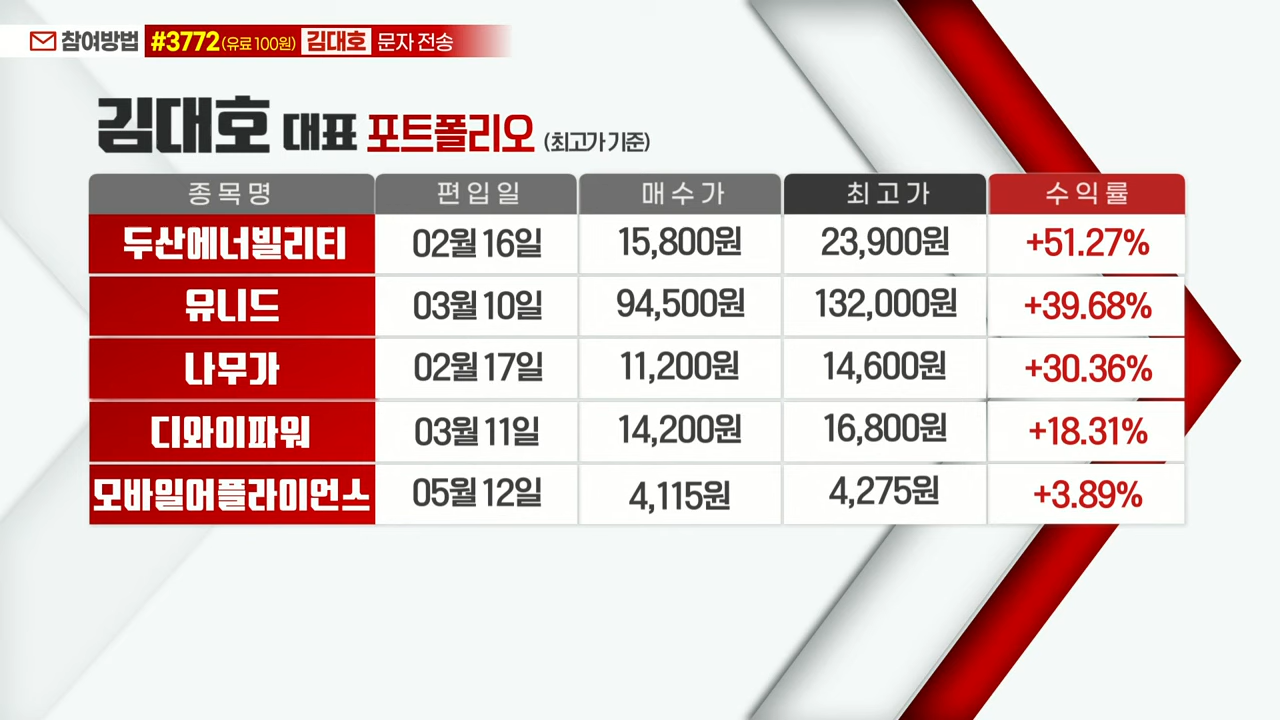 참여방법 #3772(유료 100원) 김대호 문자 전송
김대호 대표 포트폴리오 (최고가 기준)
종목명 편입일 매수가 최고가 수익률
두산에너빌리티 02월 16일 15,800원 23,900원 +51.27%
유니드 03월 10일 94,500원 132,000원 +39.68%
나무가 02월 17일 11,200원 14,600원 +30.36%
디와이파워 03월 11일 14,200원 16,800원 +18.31%
모바일어플라이언스 05월 12일 4,115원 4,275원 +3.89%